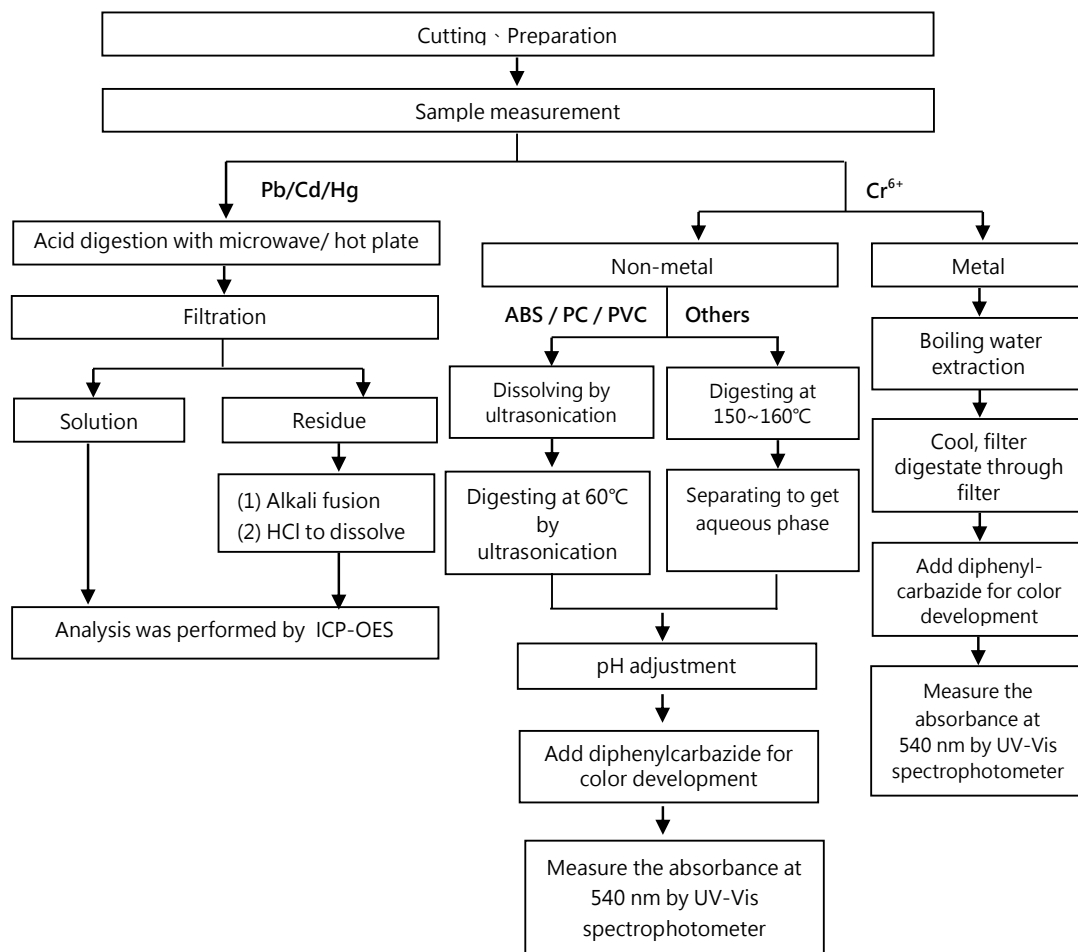 Cutting、Preparation
Sample measurement
Pb/Cd/Hg
Acid digestion with microwave/ hot plate
Filtration
Solution
Residue
(1) Alkali fusion
(2) HCl to dissolve
Analysis was performed by ICP-OES
Cr⁶⁺
Non-metal
ABS / PC / PVC
Others
Dissolving by
ultrasonication
Digesting at 60℃
by
ultrasonication
Digesting at
150~160℃
Separating to get
aqueous phase
pH adjustment
Add diphenylcarbazide for
color development
Measure the absorbance at
540 nm by UV-Vis
spectrophotometer
Metal
Boiling water
extraction
Cool, filter
digestate through
filter
Add diphenyl-
carbazide for color
development
Measure the
absorbance at
540 nm by UV-Vis
spectrophotometer